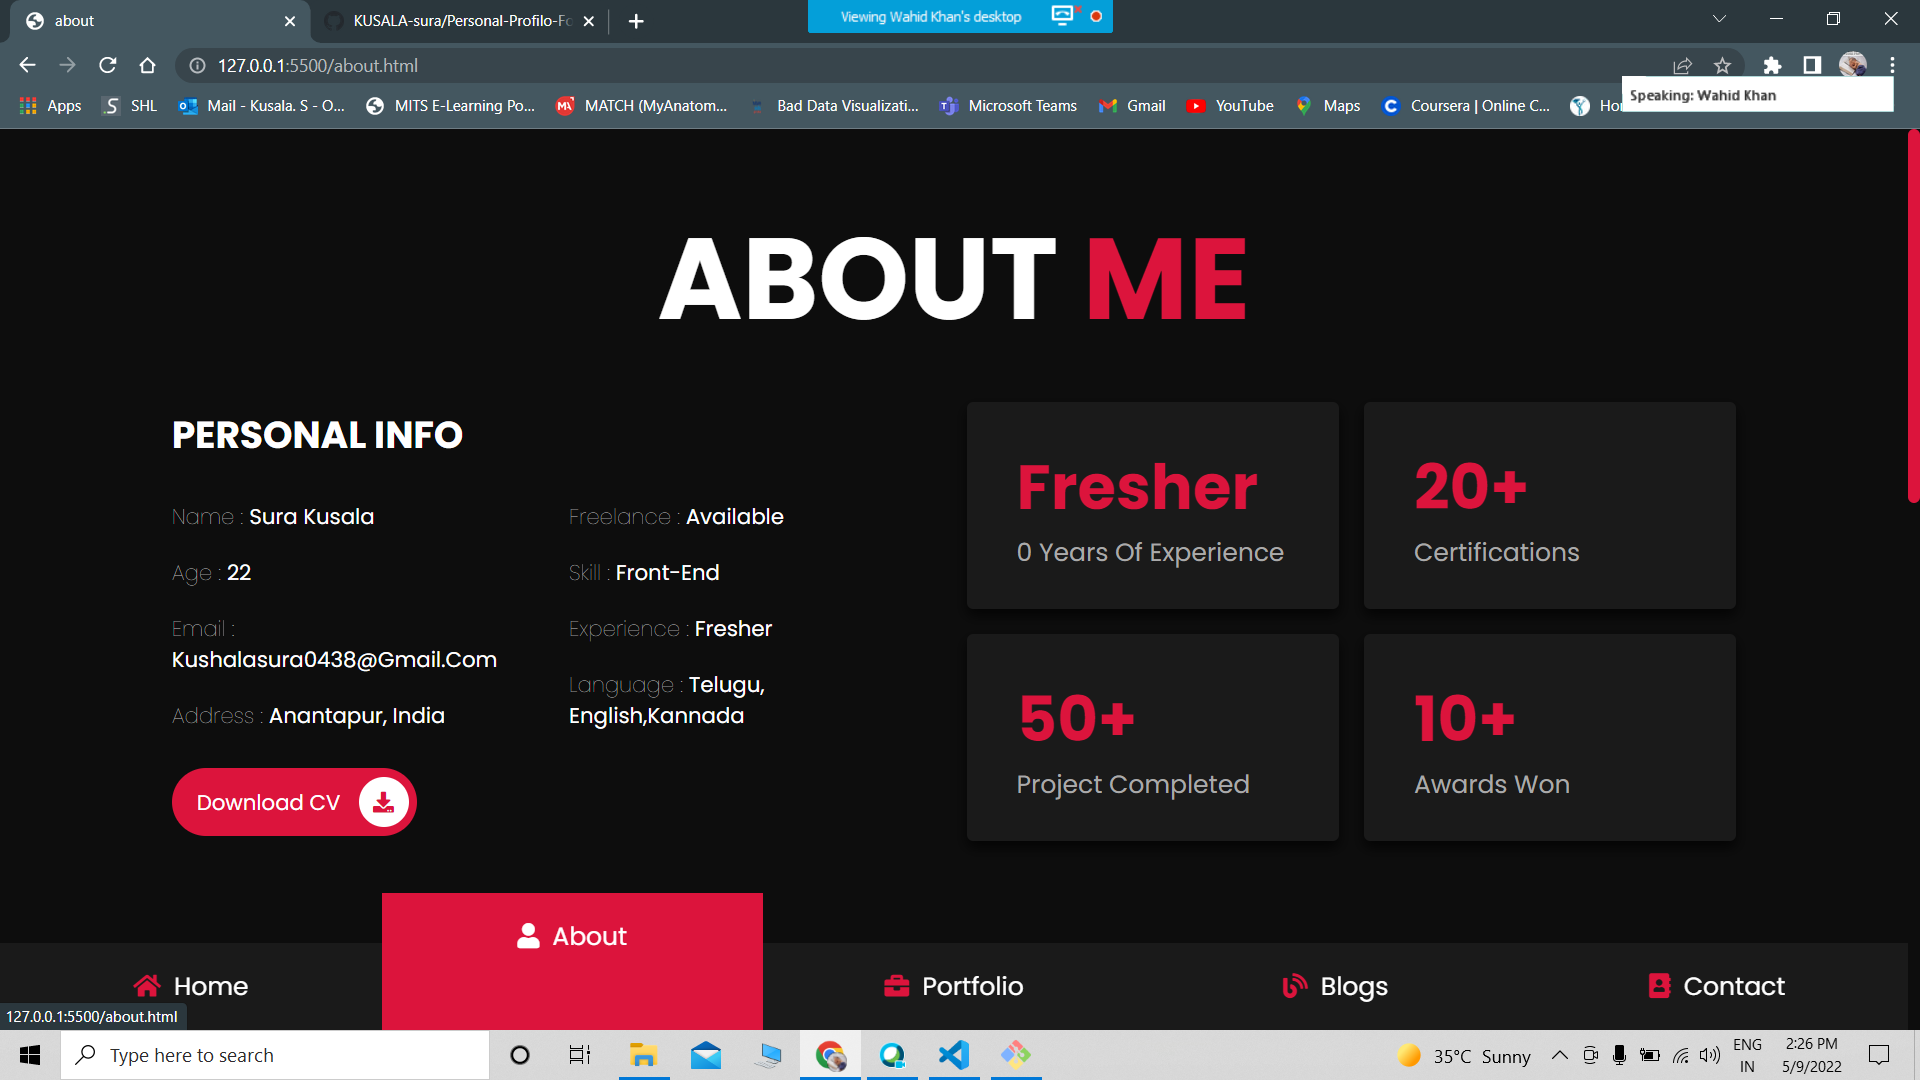 about
KUSALA-sura/Personal-Profilo-Fo
Viewing Wahid Khan's desktop
127.0.0.1:5500/about.html
Apps
SHL
Mail - Kusala. S - O...
MITS E-Learning Po...
MATCH (MyAnatom...
Bad Data Visualizati...
Microsoft Teams
Gmail
YouTube
Maps
Coursera | Online C...
Speaking: Wahid Khan
ABOUT ME
PERSONAL INFO
Name : Sura Kusala
Age : 22
Email :
Kushalasura0438@Gmail.Com
Address : Anantapur, India
Freelance : Available
Skill : Front-End
Experience : Fresher
Language : Telugu,
English,Kannada
Download CV
Fresher
0 Years Of Experience
20+
Certifications
50+
Project Completed
10+
Awards Won
Home
About
Portfolio
Blogs
Contact
127.0.0.1:5500/about.html
Type here to search
35°C Sunny
ENG
IN
2:26 PM
5/9/2022